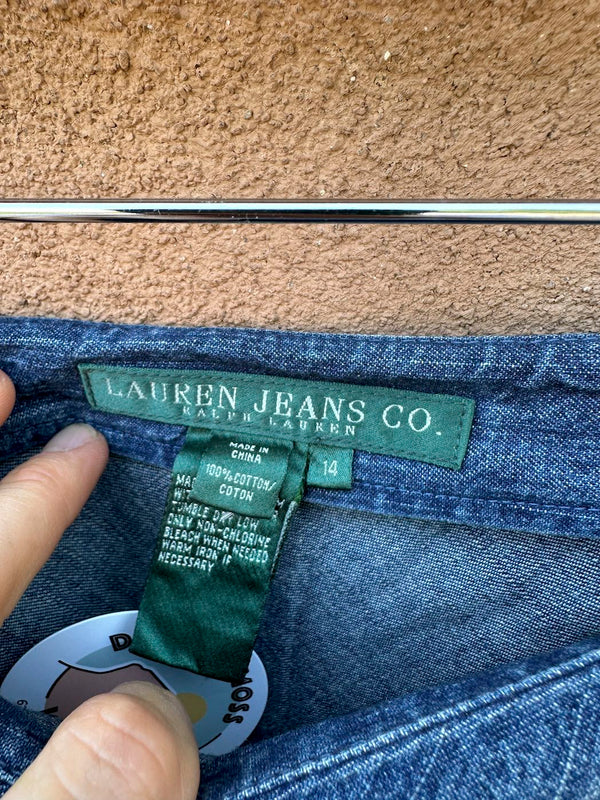 LAUREN JEANS CO.
RALPH LAUREN
MADE IN
CHINA
100% COTTON/
COTON
14
TUMBLE DRY LOW
ONLY NON-CHLORINE
BLEACH WHEN NEEDED
WARM IRON IF
NECESSARY
MOSS